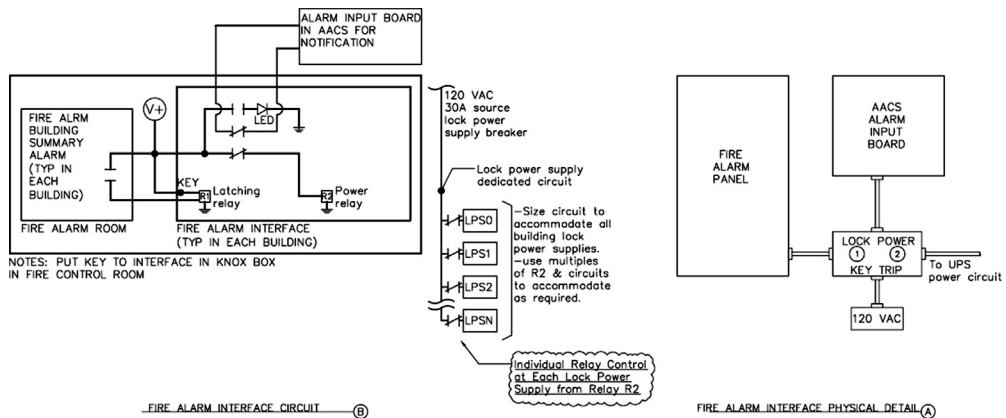 ALARM INPUT BOARD
IN AACS FOR
NOTIFICATION
V+
FIRE ALRM
BUILDING
SUMMARY
ALARM
(TYP IN
EACH
BUILDING)
LED
KEY
R1
Latching
relay
R2
Power
relay
FIRE ALARM ROOM
FIRE ALARM INTERFACE
(TYP IN EACH BUILDING)
NOTES: PUT KEY TO INTERFACE IN KNOX BOX
IN FIRE CONTROL ROOM
120 VAC
30A source
lock power
supply breaker
Lock power supply
dedicated circuit
LPS0
LPS1
LPS2
LPSN
-Size circuit to
accommodate all
building lock
power supplies.
-use multiples
of R2 & circuits
to accommodate
as required.
Individual Relay Control
at Each Lock Power
Supply from Relay R2
FIRE ALARM INTERFACE CIRCUIT B
FIRE
ALARM
PANEL
AACS
ALARM
INPUT
BOARD
LOCK POWER
1 2
KEY TRIP
To UPS
power circuit
120 VAC
FIRE ALARM INTERFACE PHYSICAL DETAIL A